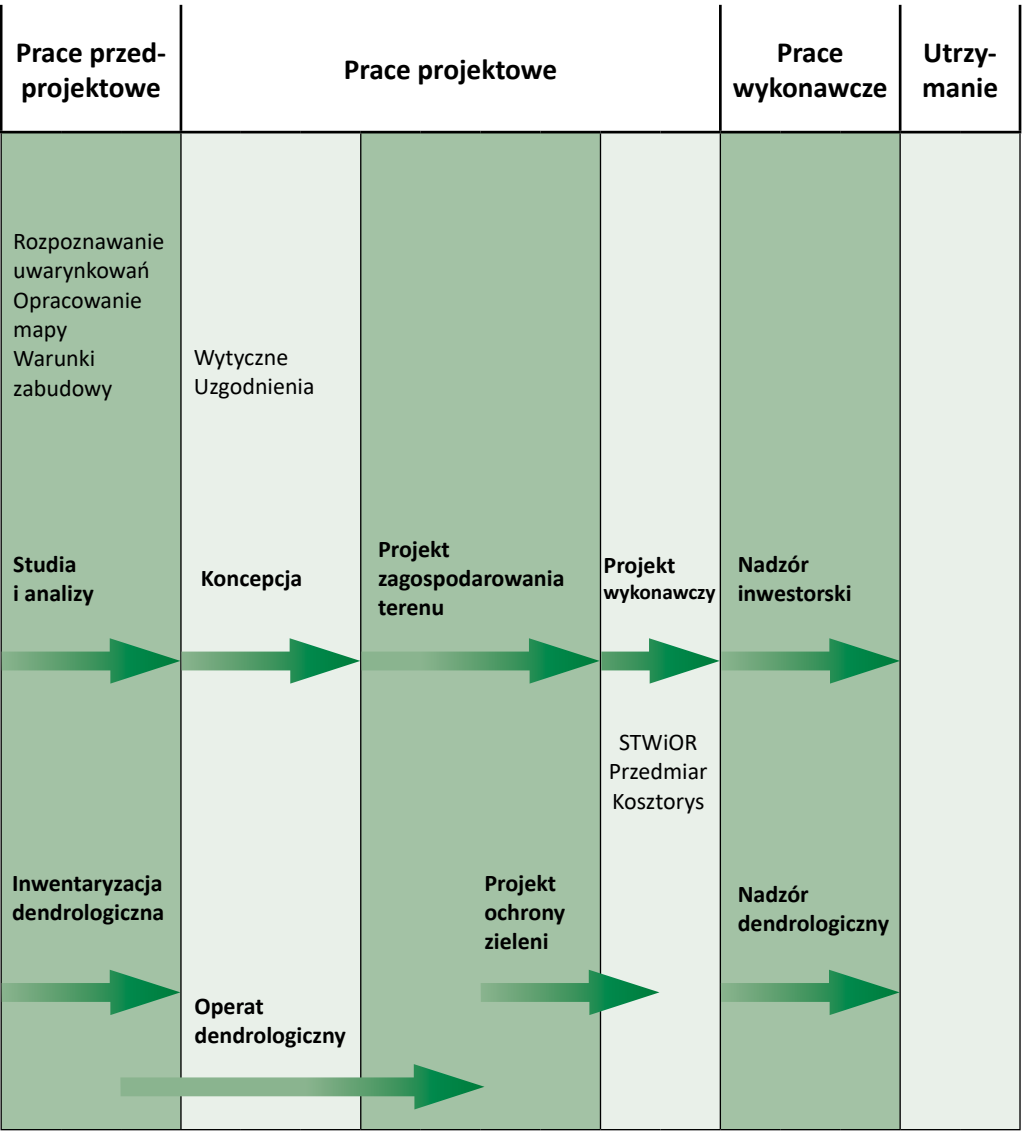 Prace przed-
projektowe
Prace projektowe
Prace
wykonawcze
Utrzy-
manie
Rozpoznawanie
uwarynkowań
Opracowanie
mapy
Warunki
zabudowy
Wytyczne
Uzgodnienia
Studia
i analizy
Koncepcja
Projekt
zagospodarowania
terenu
Projekt
wykonawczy
Nadzór
inwestorski
STWiOR
Przedmiar
Kosztorys
Inwentaryzacja
dendrologiczna
Operat
dendrologiczny
Projekt
ochrony
zieleni
Nadzór
dendrologiczny